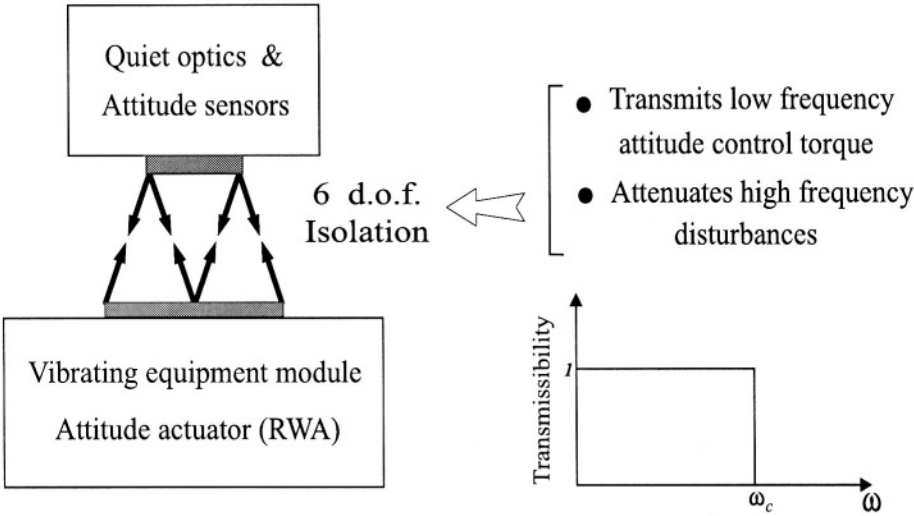 Quiet optics &
Attitude sensors
6 d.o.f.
Isolation
● Transmits low frequency
attitude control torque
● Attenuates high frequency
disturbances
Vibrating equipment module
Attitude actuator (RWA)
Transmissibility
1
ω_c
ω